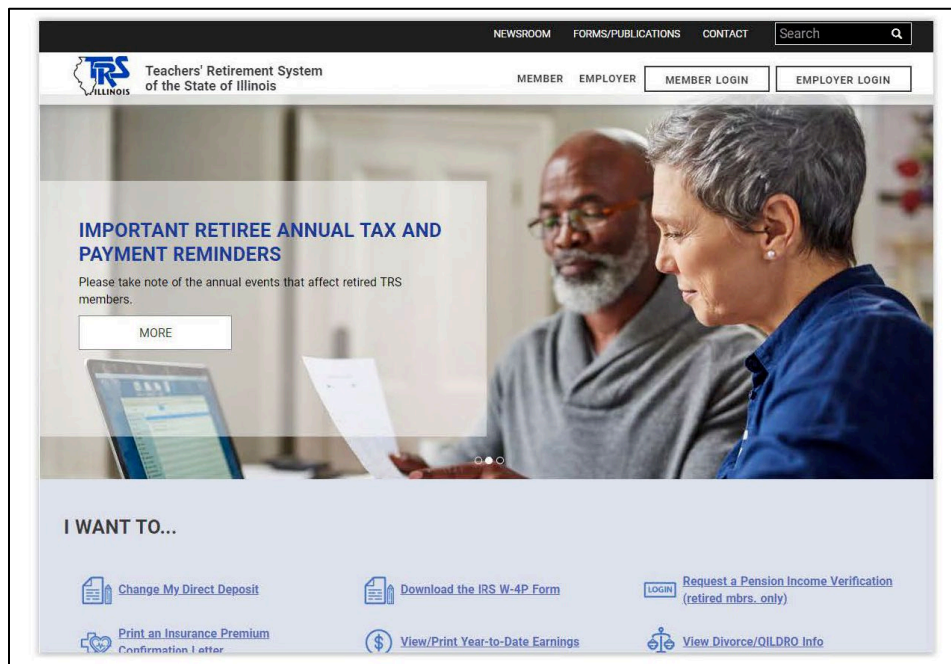 NEWSROOM FORMS/PUBLICATIONS CONTACT Search
TRS
ILLINOIS
Teachers' Retirement System
of the State of Illinois
MEMBER EMPLOYER MEMBER LOGIN EMPLOYER LOGIN
IMPORTANT RETIREE ANNUAL TAX AND
PAYMENT REMINDERS
Please take note of the annual events that affect retired TRS
members.
MORE
I WANT TO...
Change My Direct Deposit
Download the IRS W-4P Form
LOGIN
Request a Pension Income Verification
(retired mbrs. only)
Print an Insurance Premium
Confirmation Letter
$
View/Print Year-to-Date Earnings
View Divorce/QILDRO Info